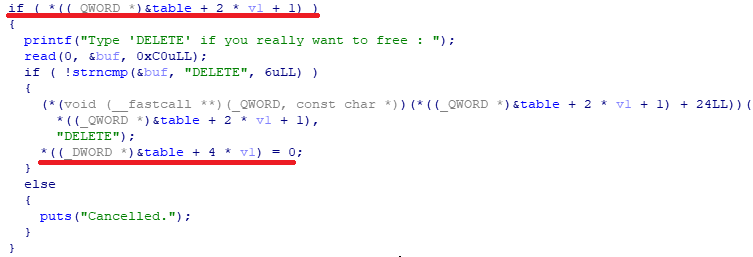 if ( *((_QWORD *)&table + 2 * v1 + 1) )
{
printf("Type 'DELETE' if you really want to free : ");
read(0, &buf, 0xC0uLL);
if ( !strncmp(&buf, "DELETE", 6uLL) )
{
(*(void (__fastcall **)(_QWORD, const char *))(*((_QWORD *)&table + 2 * v1 + 1) + 24LL))(
*((_QWORD *)&table + 2 * v1 + 1),
"DELETE");
*((_DWORD *)&table + 4 * v1) = 0;
}
else
{
puts("Cancelled.");
}
}